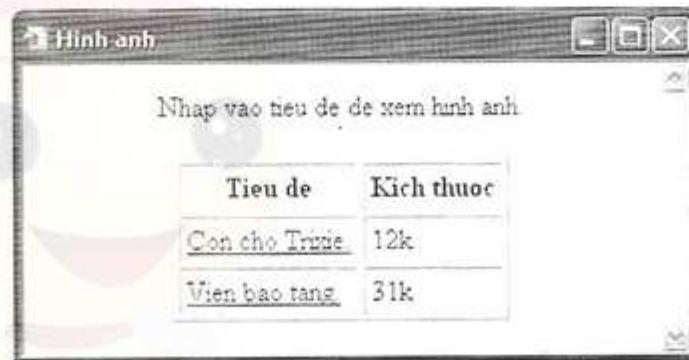 Hinh anh
Nhap vao tieu de de xem hinh anh
Tieu de Kich thuoc
Con cho Trixie 12k
Vien bao tang 31k